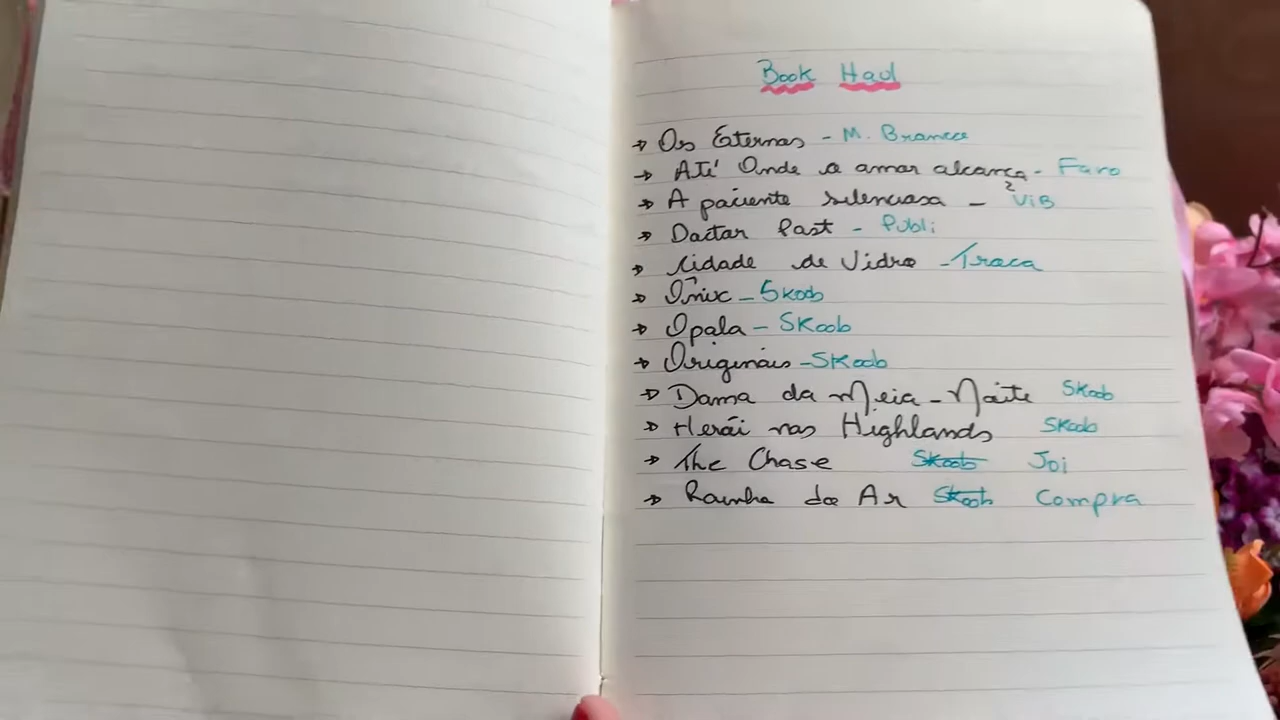 Book Haul
→ Os Eternos - M. Brancce
→ Até Onde o amor alcança - Faro
→ A paciente silenciosa - VIB
→ Doctor Past - Publi
→ Cidade de Vidro - Traca
→ Ônix - Skoob
→ Opala - Skoob
→ Originais - Skoob
→ Dama da Meia-Noite Skoob
→ Herói nas Highlands Skoob
→ The Chase Skoob Joi
→ Rainha do Ar Skoob Compra